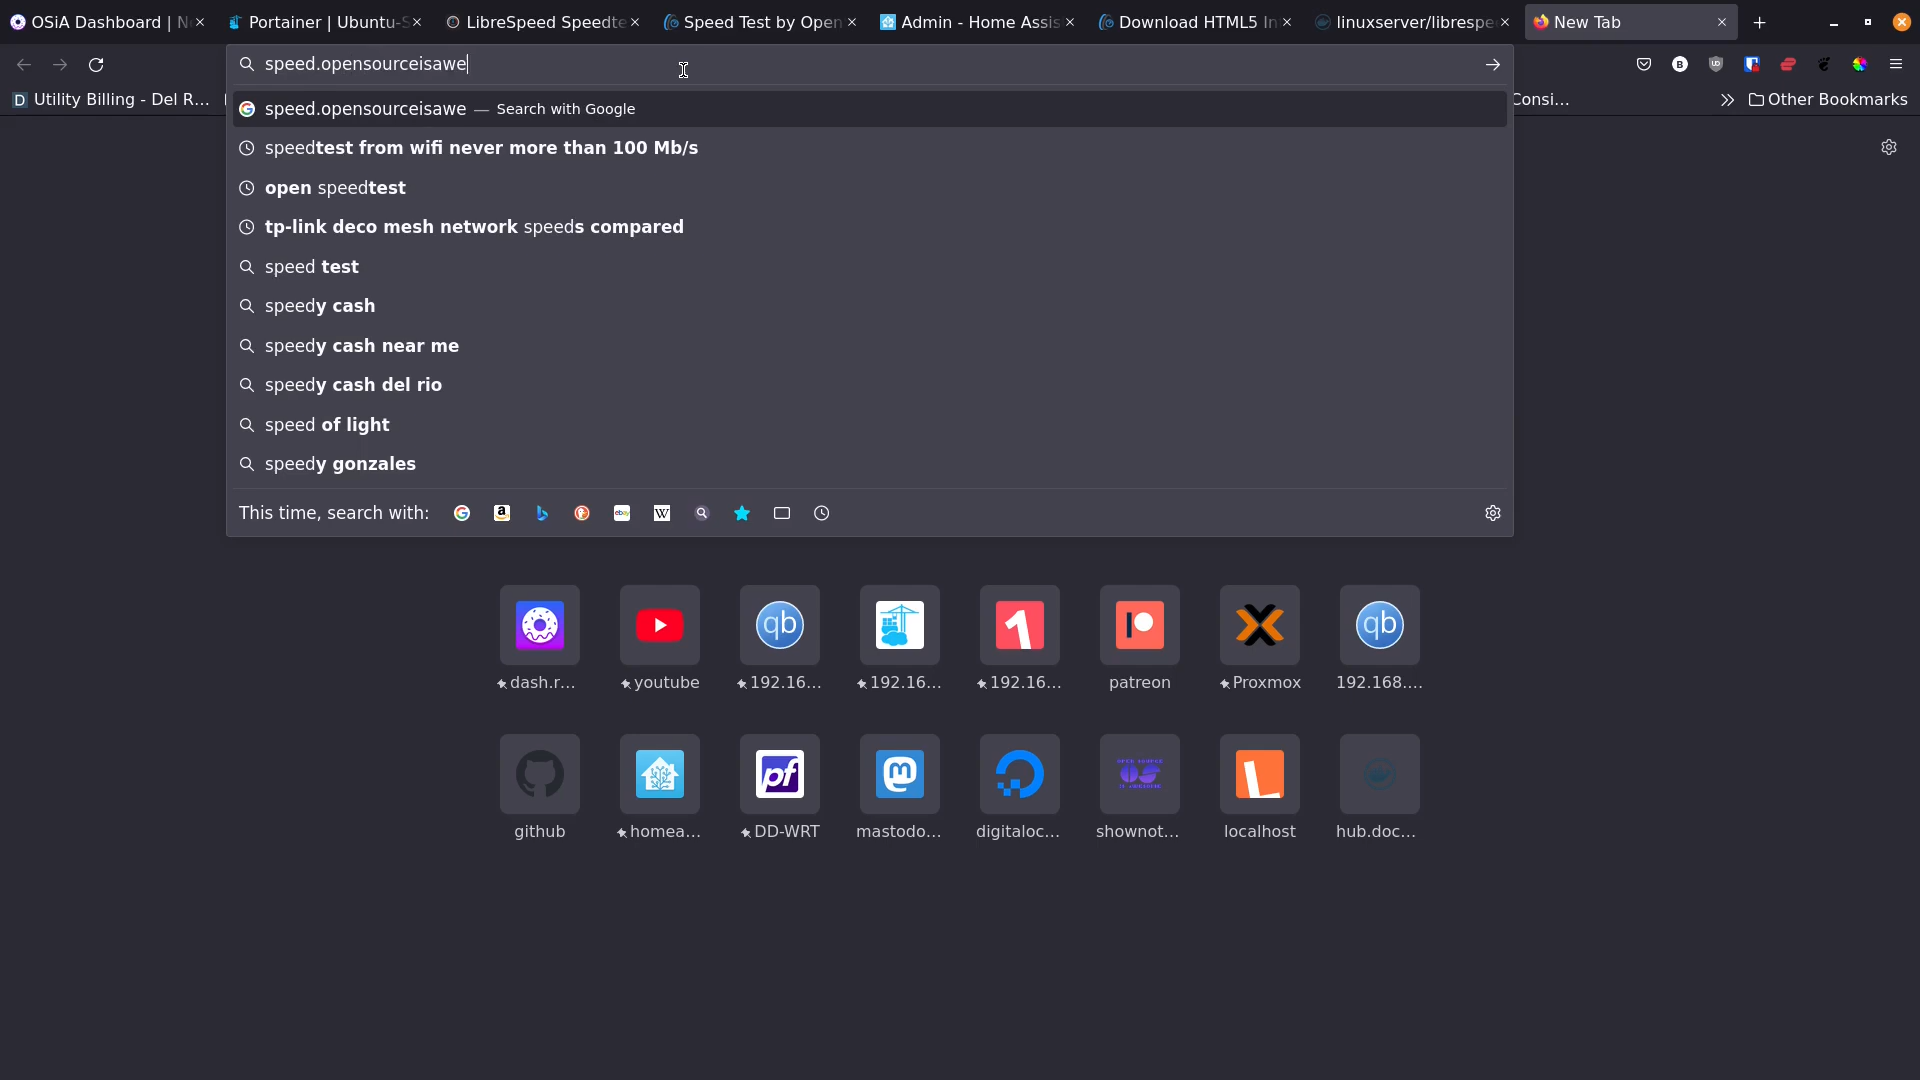 OSiA Dashboard | N
Portainer | Ubuntu-S
LibreSpeed Speedte
Speed Test by Open
Admin - Home Assis
Download HTML5 In
linuxserver/librespe
New Tab
speed.opensourceisawe
Utility Billing - Del R...
Consi...
Other Bookmarks
speed.opensourceisawe — Search with Google
speedtest from wifi never more than 100 Mb/s
open speedtest
tp-link deco mesh network speeds compared
speed test
speedy cash
speedy cash near me
speedy cash del rio
speed of light
speedy gonzales
This time, search with:
dash.r...
youtube
192.16...
192.16...
192.16...
patreon
Proxmox
192.168....
github
homea...
DD-WRT
mastodo...
digitaloc...
shownot...
localhost
hub.doc...